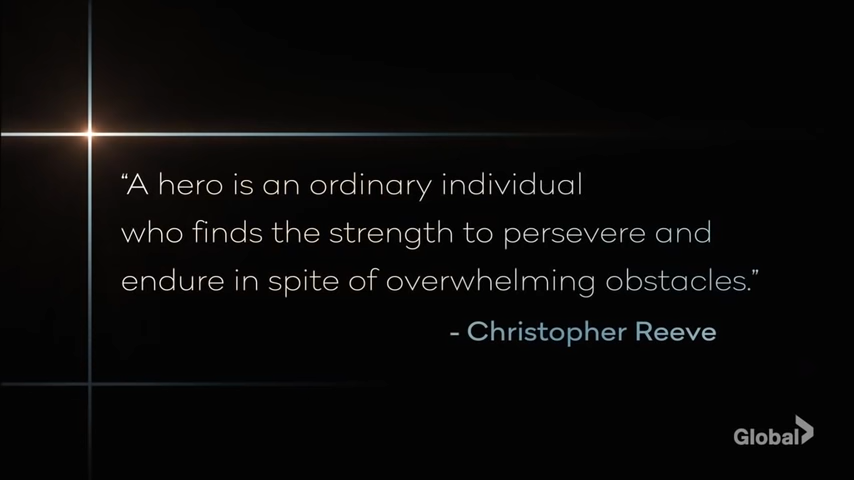 “A hero is an ordinary individual
who finds the strength to persevere and
endure in spite of overwhelming obstacles.”
- Christopher Reeve
Global